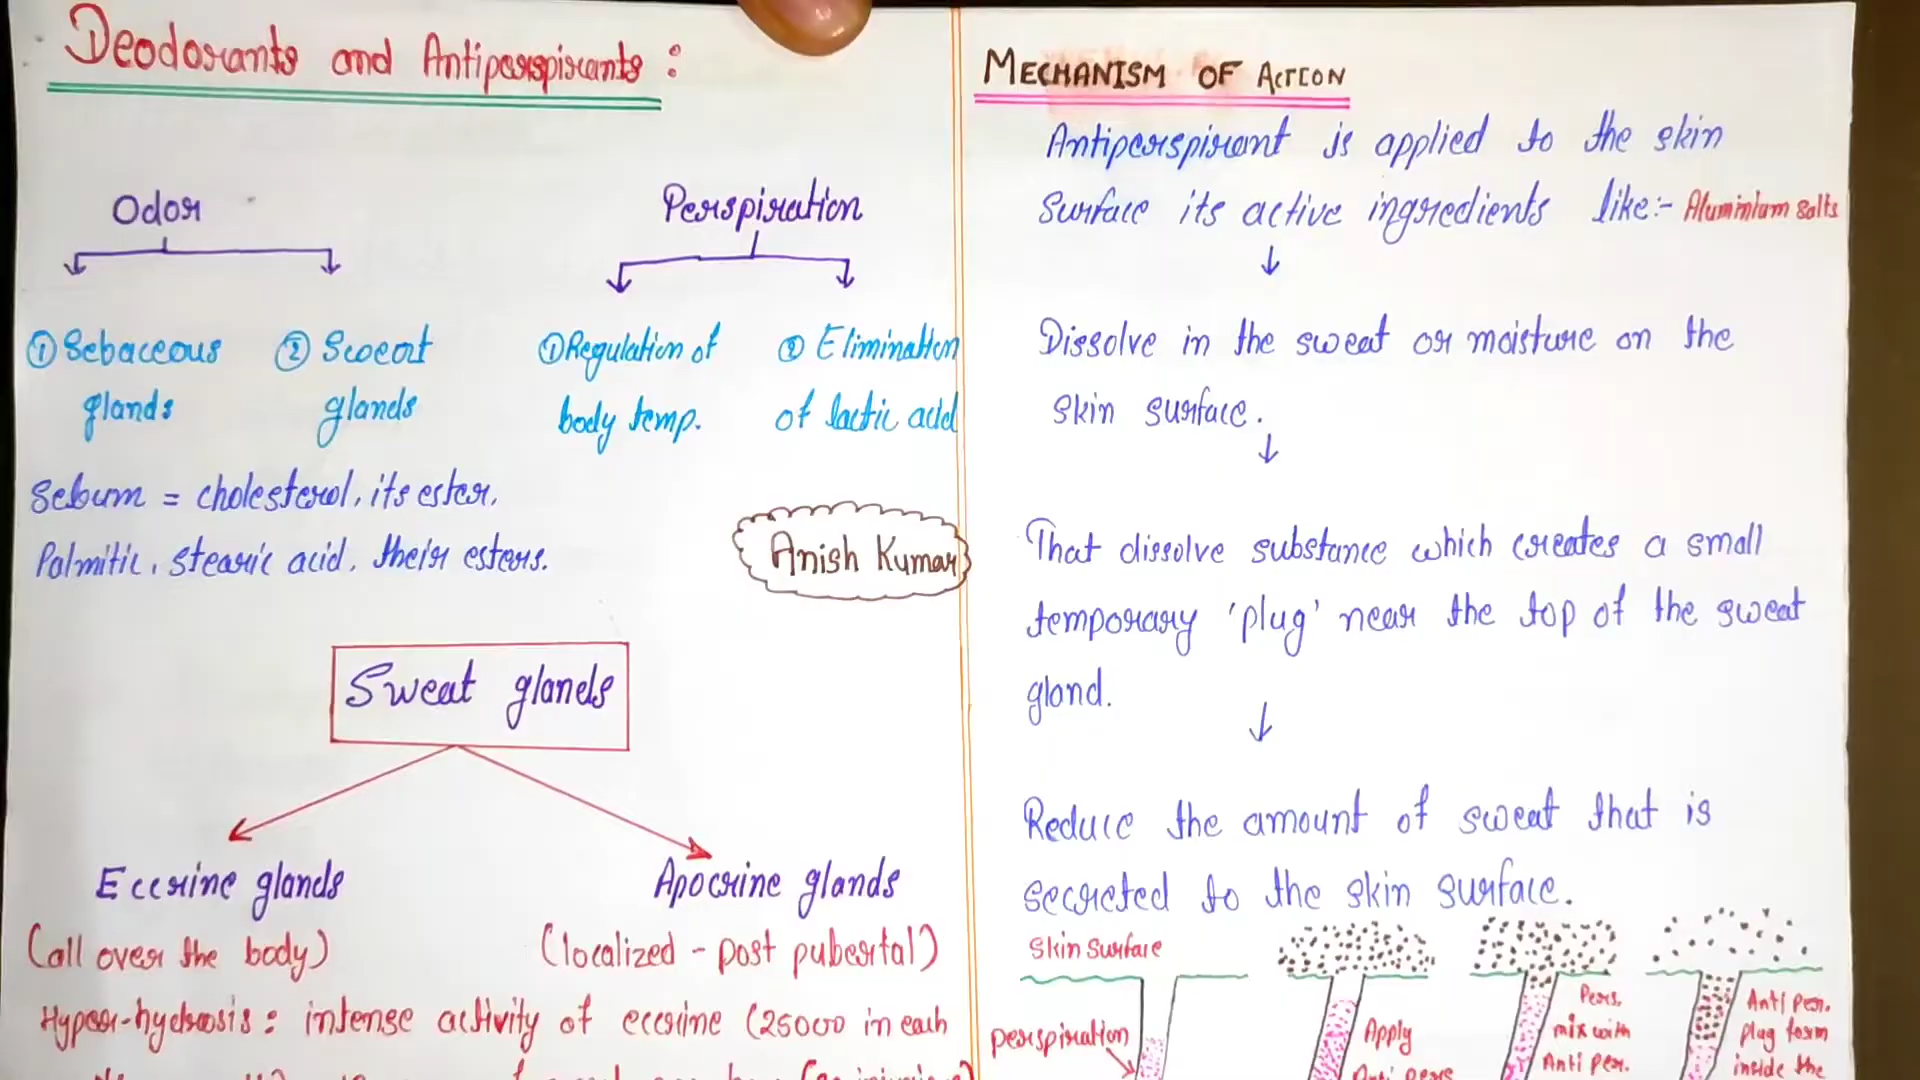 Deodorants and Antiperspirants :
Odor
Perspiration
① Sebaceous glands
② Sweat glands
① Regulation of body temp.
② Elimination of lactic acid
Sebum = cholesterol, its ester,
Palmitic, stearic acid, their esters.
Anish Kumar
Sweat glands
Eccrine glands
(all over the body)
Apocrine glands
(localized - post pubertal)
Hyper-hydrosis : intense activity of eccrine (25000 in each
MECHANISM OF ACTION
Antiperspirant is applied to the skin
surface its active ingredients like:- Aluminium salts
↓
Dissolve in the sweat or moisture on the
skin surface.
↓
That dissolve substance which creates a small
temporary 'plug' near the top of the sweat
gland.
↓
Reduce the amount of sweat that is
secreted to the skin surface.
Skin surface
perspiration
Apply
Anti pers
Pers.
mix with
Anti per.
Anti per.
plug form
inside the